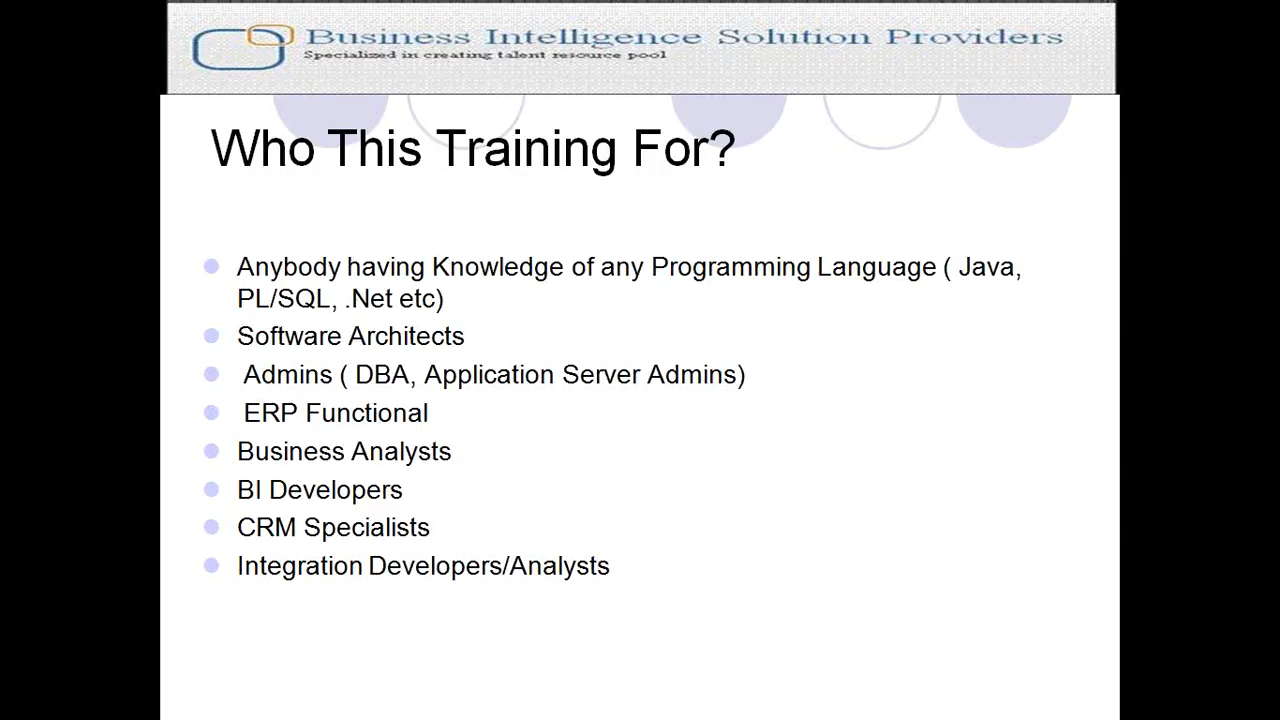 Business Intelligence Solution Providers
Specialized in creating talent resource pool
Who This Training For?
Anybody having Knowledge of any Programming Language ( Java,
PL/SQL, .Net etc)
Software Architects
Admins ( DBA, Application Server Admins)
ERP Functional
Business Analysts
BI Developers
CRM Specialists
Integration Developers/Analysts